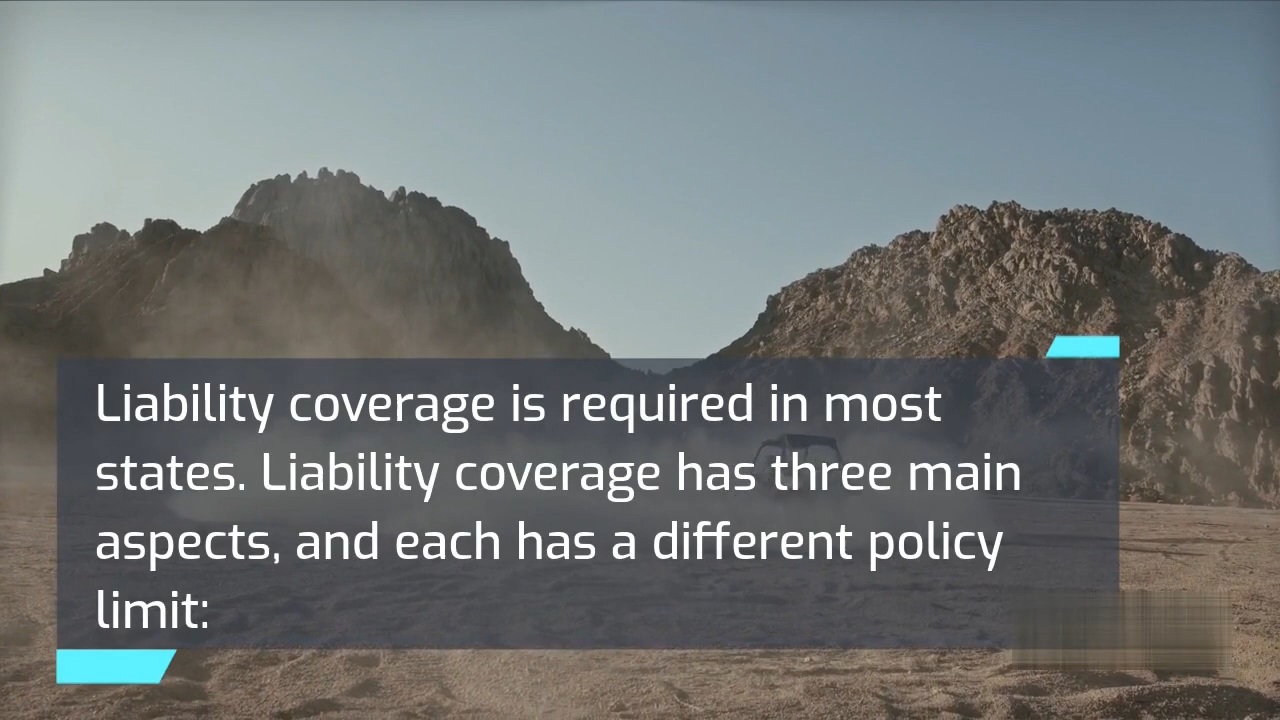 Liability coverage is required in most
states. Liability coverage has three main
aspects, and each has a different policy
limit: